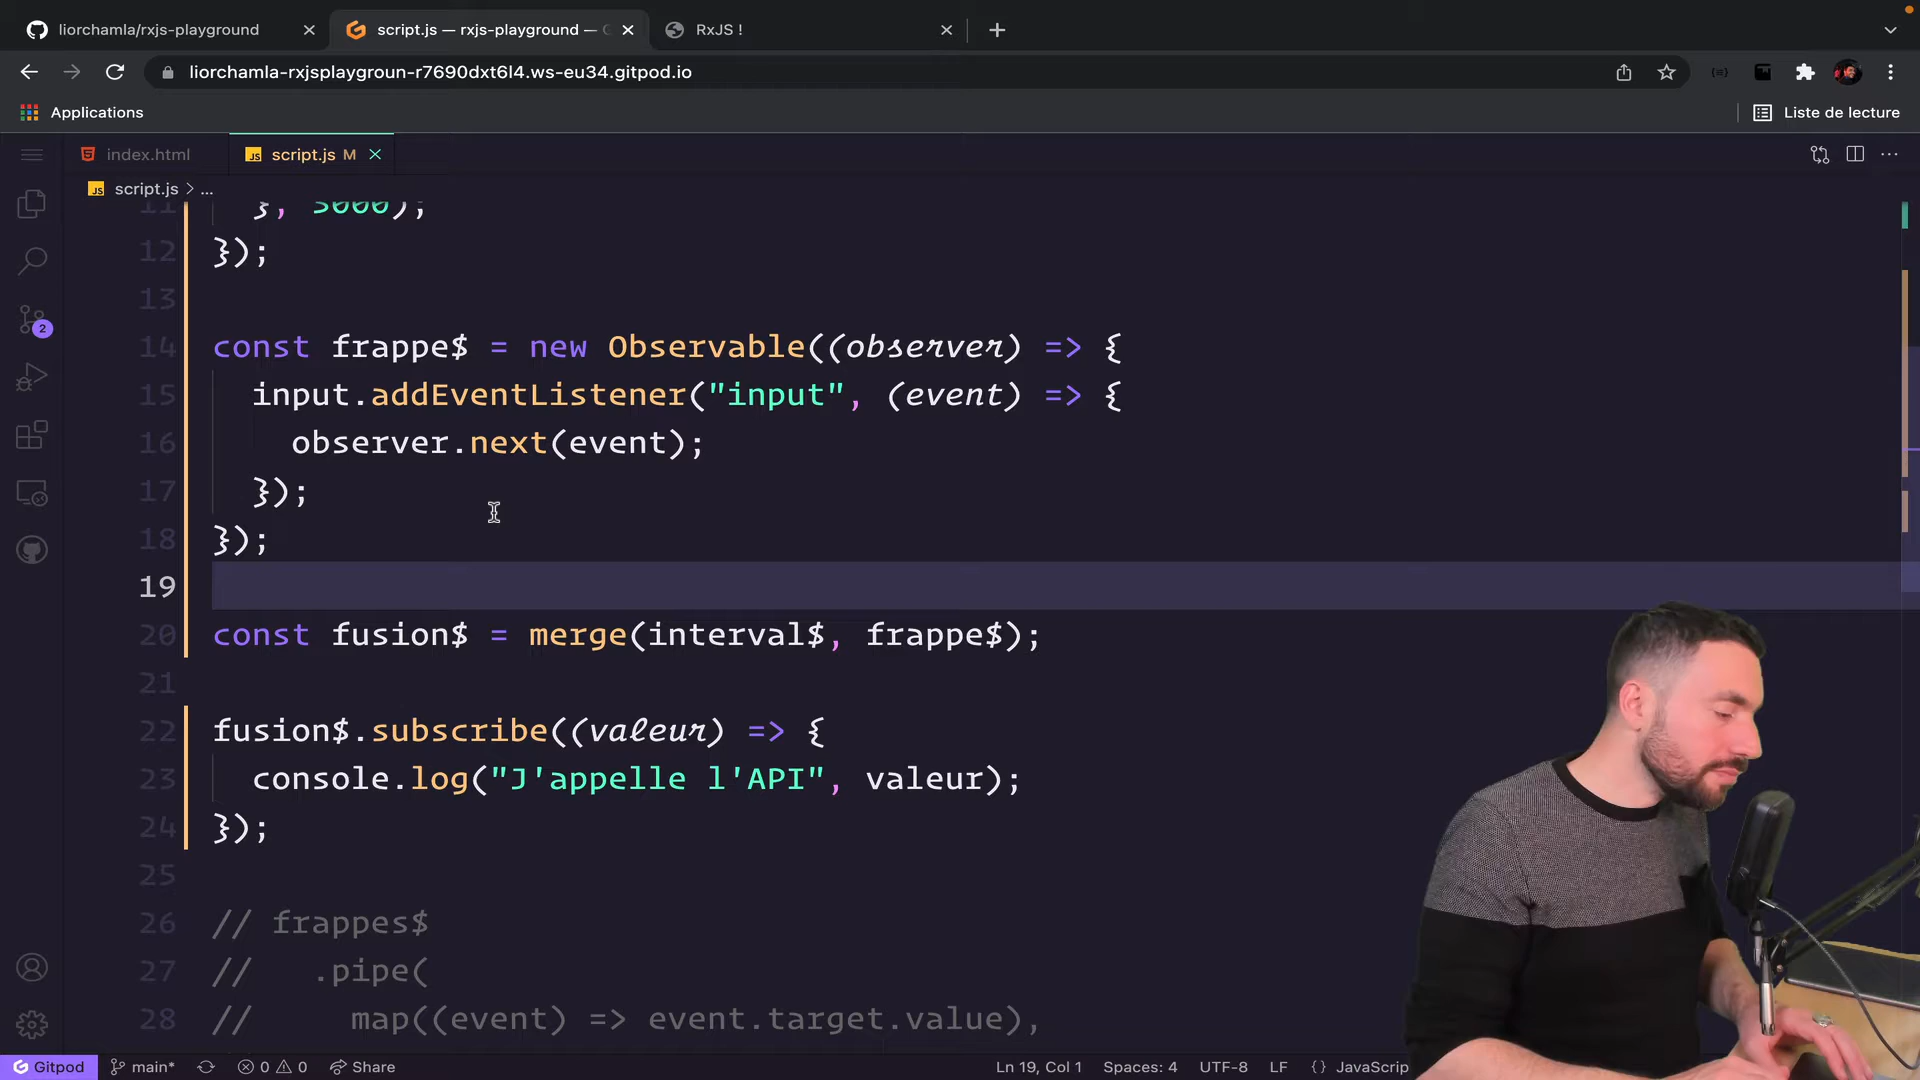 liorchamla/rxjs-playground
script.js — rxjs-playground —
RxJS !
liorchamla-rxjsplaygroun-r7690dxt6l4.ws-eu34.gitpod.io
Applications
Liste de lecture
index.html
script.js M
script.js > ...
11 }, 3000);
12 });
13
14 const frappe$ = new Observable((observer) => {
15 input.addEventListener("input", (event) => {
16 observer.next(event);
17 });
18 });
19
20 const fusion$ = merge(interval$, frappe$);
21
22 fusion$.subscribe((valeur) => {
23 console.log("J'appelle l'API", valeur);
24 });
25
26 // frappes$
27 // .pipe(
28 // map((event) => event.target.value),
2
Gitpod main* 0 0 Share Ln 19, Col 1 Spaces: 4 UTF-8 LF {} JavaScrip